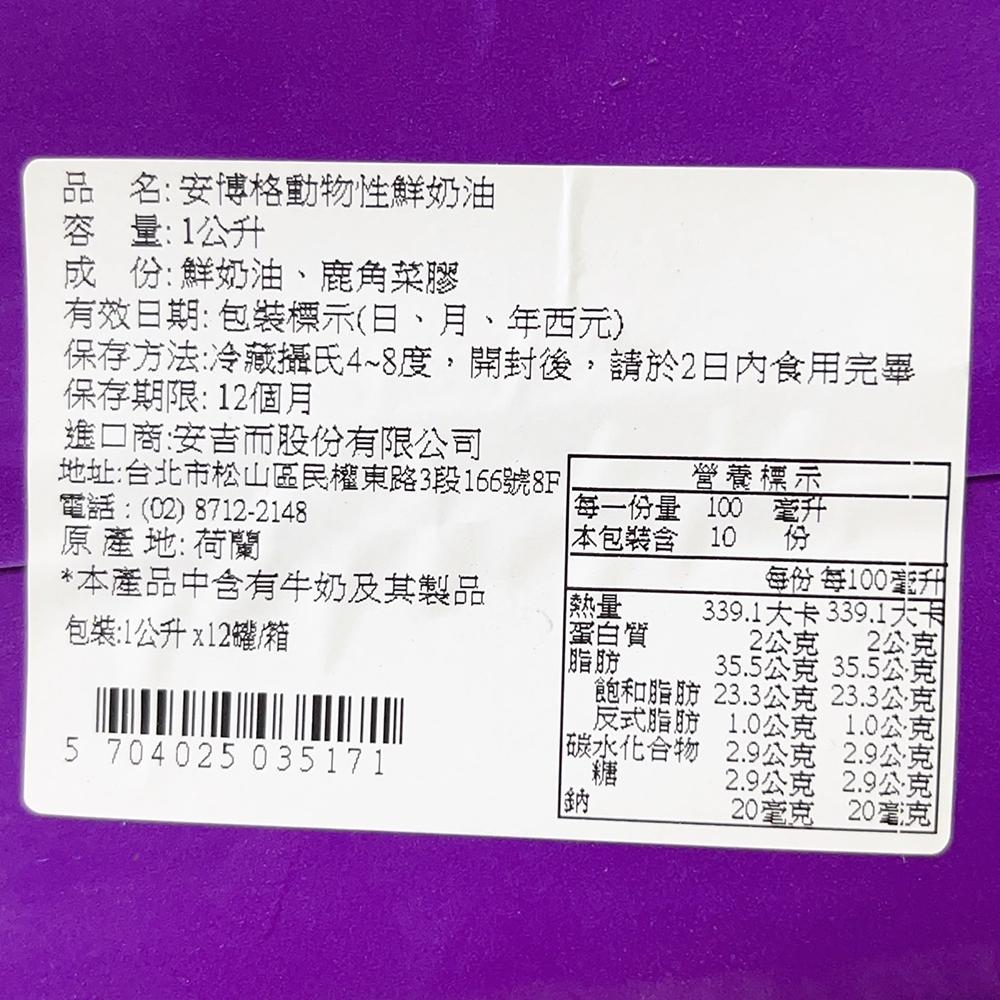 品　名: 安博格動物性鮮奶油
容　量: 1公升
成　份: 鮮奶油、鹿角菜膠
有效日期: 包裝標示(日、月、年西元)
保存方法:冷藏攝氏4~8度，開封後，請於2日內食用完畢
保存期限: 12個月
進口商:安吉而股份有限公司
地址:台北市松山區民權東路3段166號8F
電話：(02) 8712-2148
原 產 地: 荷蘭
*本產品中含有牛奶及其製品
包裝:1公升 x12罐/箱
5 704025 035171
營養標示
每一份量 100 毫升
本包裝含 10 份
每份 每100毫升
熱量 339.1大卡 339.1大卡
蛋白質 2公克 2公克
脂肪 35.5公克 35.5公克
飽和脂肪 23.3公克 23.3公克
反式脂肪 1.0公克 1.0公克
碳水化合物 2.9公克 2.9公克
糖 2.9公克 2.9公克
鈉 20毫克 20毫克